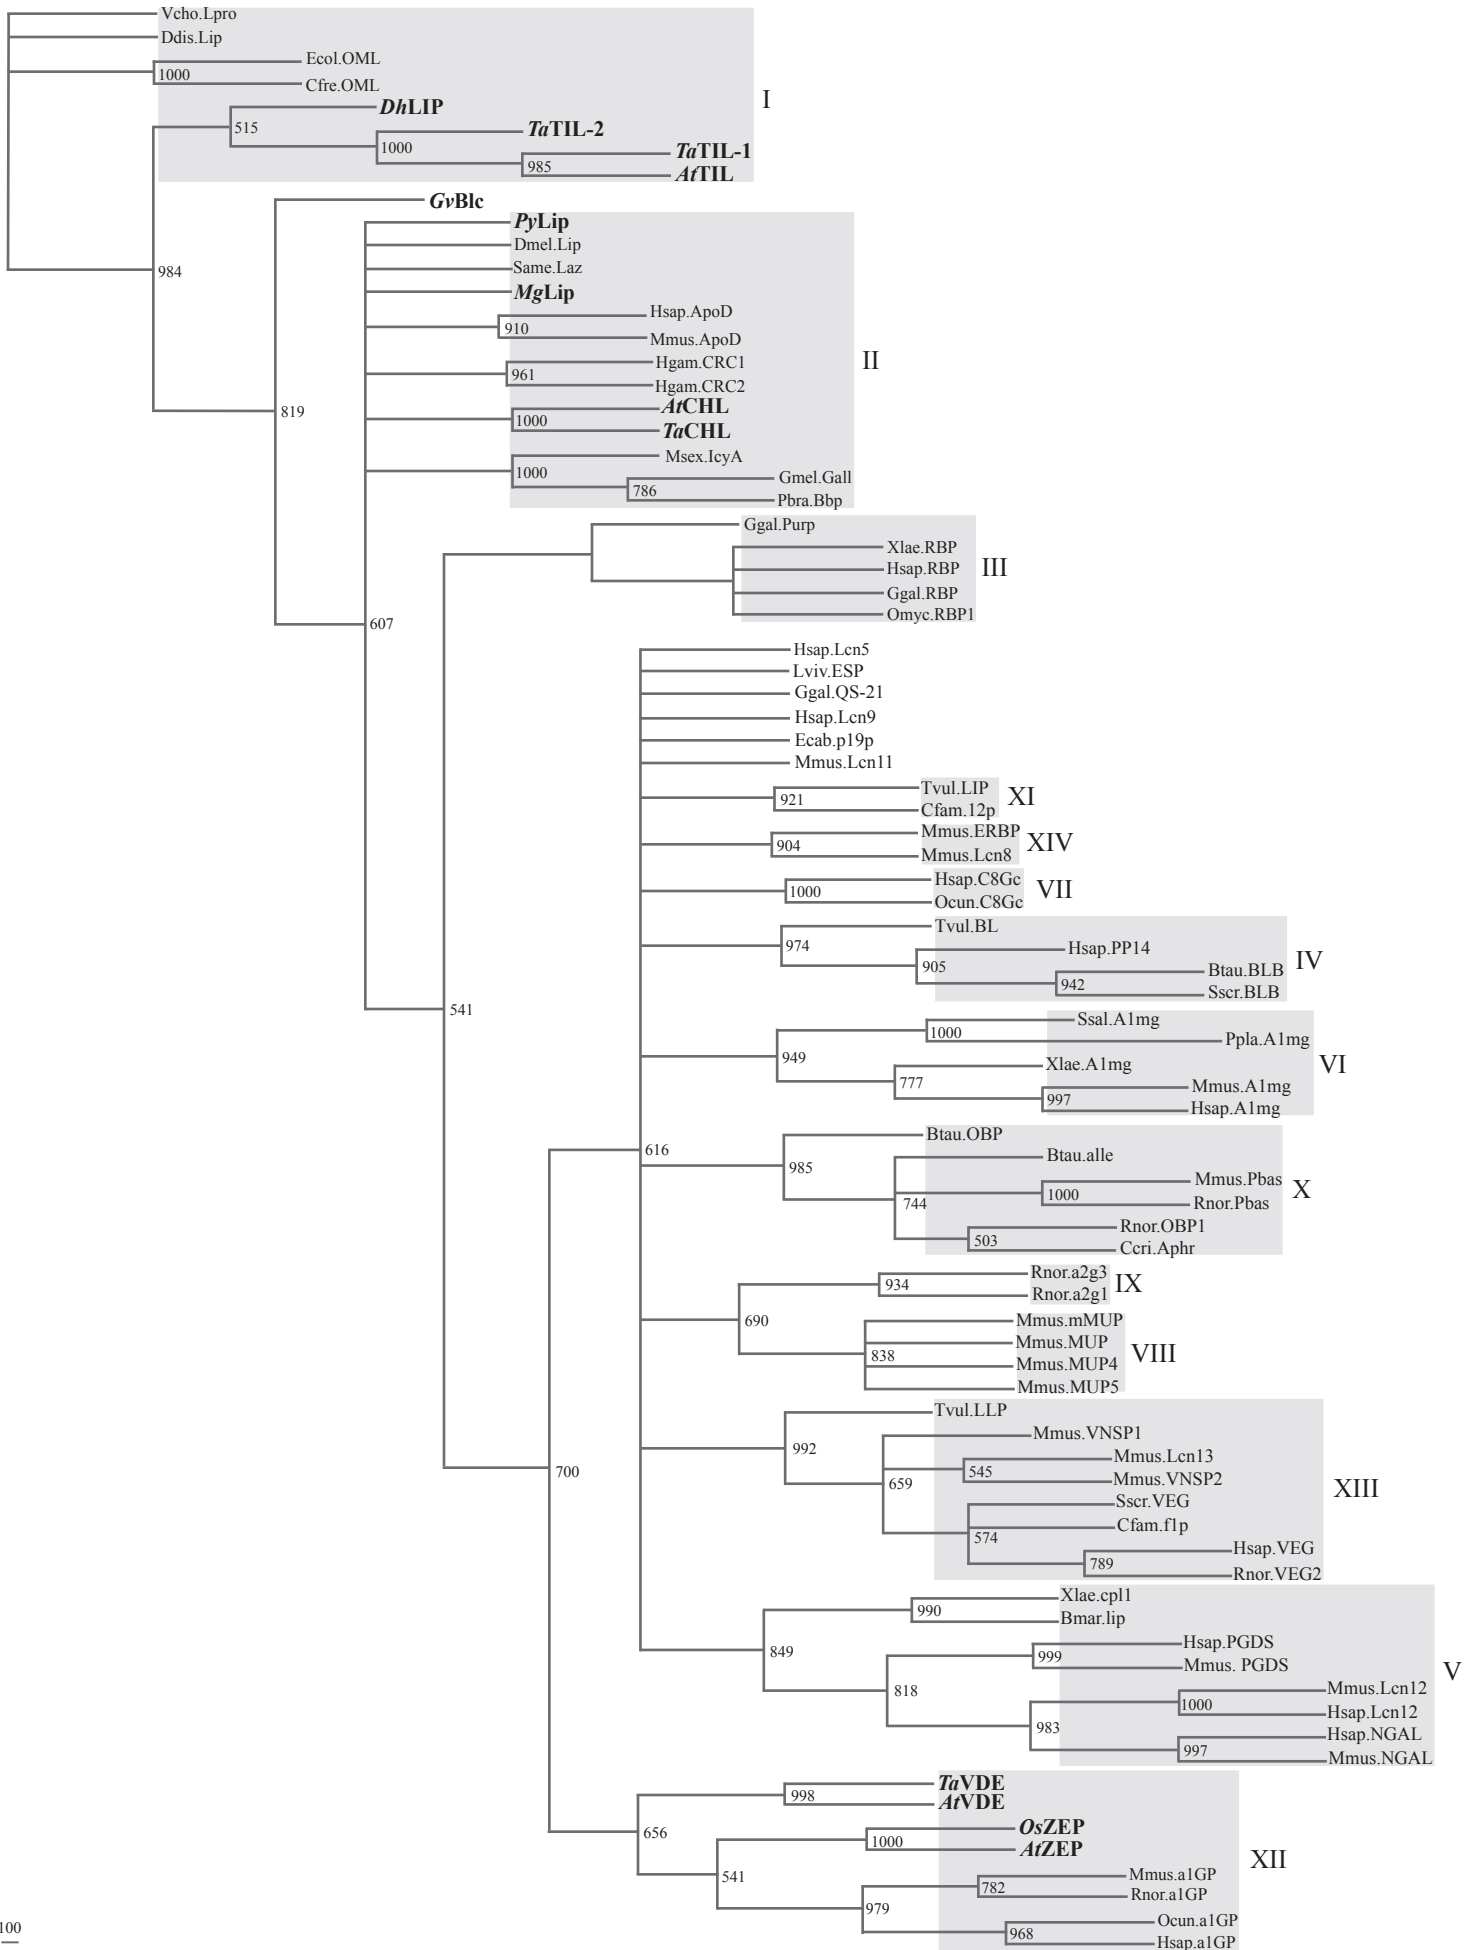 Vcho.Lpro
Ddis.Lip
Ecol.OML
1000
Cfre.OML
I
DhLIP
515
TaTIL-2
1000
TaTIL-1
985
AtTIL
GvBlc
PyLip
Dmel.Lip
984
Same.Laz
MgLip
Hsap.ApoD
910
Mmus.ApoD
II
Hgam.CRC1
961
Hgam.CRC2
819
AtCHL
1000
TaCHL
Msex.IcyA
1000
Gmel.Gall
786
Pbra.Bbp
Ggal.Purp
Xlae.RBP
Hsap.RBP
III
Ggal.RBP
Omyc.RBP1
607
Hsap.Lcn5
Lviv.ESP
Ggal.QS-21
Hsap.Lcn9
Ecab.p19p
Mmus.Lcn11
Tvul.LIP
921
XI
Cfam.12p
Mmus.ERBP
904
XIV
Mmus.Lcn8
Hsap.C8Gc
1000
VII
Ocun.C8Gc
Tvul.BL
974
Hsap.PP14
905
IV
Btau.BLB
942
Sscr.BLB
541
Ssal.A1mg
1000
Ppla.A1mg
949
Xlae.A1mg
VI
777
Mmus.A1mg
997
Hsap.A1mg
Btau.OBP
616
985
Btau.alle
Mmus.Pbas
1000
X
744
Rnor.Pbas
Rnor.OBP1
503
Ccri.Aphr
Rnor.a2g3
934
IX
Rnor.a2g1
690
Mmus.mMUP
Mmus.MUP
838
VIII
Mmus.MUP4
Mmus.MUP5
Tvul.LLP
992
Mmus.VNSP1
Mmus.Lcn13
700
545
659
Mmus.VNSP2
XIII
Sscr.VEG
Cfam.f1p
574
Hsap.VEG
789
Rnor.VEG2
Xlae.cpl1
990
Bmar.lip
849
Hsap.PGDS
999
Mmus. PGDS
V
818
Mmus.Lcn12
1000
Hsap.Lcn12
983
Hsap.NGAL
997
Mmus.NGAL
TaVDE
998
AtVDE
656
OsZEP
1000
AtZEP
XII
541
Mmus.a1GP
782
Rnor.a1GP
979
Ocun.a1GP
968
Hsap.a1GP
100